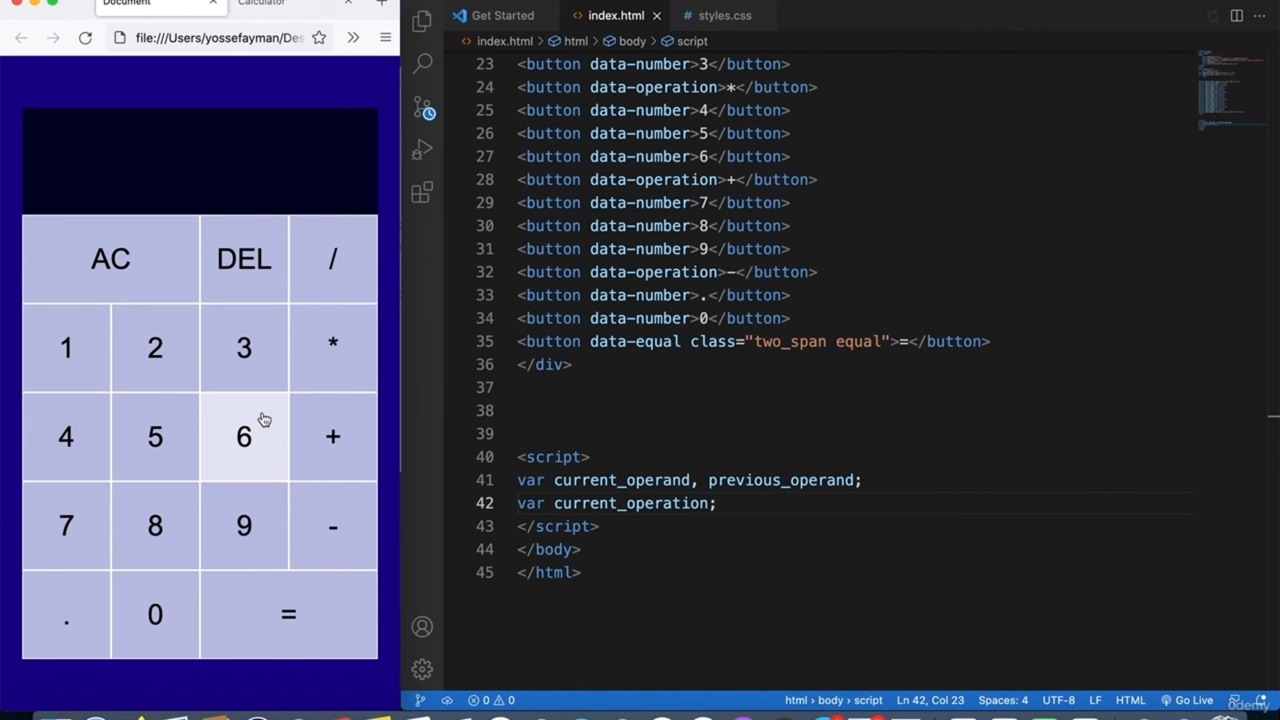 Document
Calculator
file:///Users/yossefayman/Des
AC DEL /
1 2 3 *
4 5 6 +
7 8 9 -
. 0 =
Get Started index.html styles.css
index.html > html > body > script
23 <button data-number>3</button>
24 <button data-operation>*</button>
25 <button data-number>4</button>
26 <button data-number>5</button>
27 <button data-number>6</button>
28 <button data-operation>+</button>
29 <button data-number>7</button>
30 <button data-number>8</button>
31 <button data-number>9</button>
32 <button data-operation>-</button>
33 <button data-number>.</button>
34 <button data-number>0</button>
35 <button data-equal class="two_span equal">=</button>
36 </div>
37
38
39
40 <script>
41 var current_operand, previous_operand;
42 var current_operation;
43 </script>
44 </body>
45 </html>
0 0 html > body > script Ln 42, Col 23 Spaces: 4 UTF-8 LF HTML Go Live
udemy